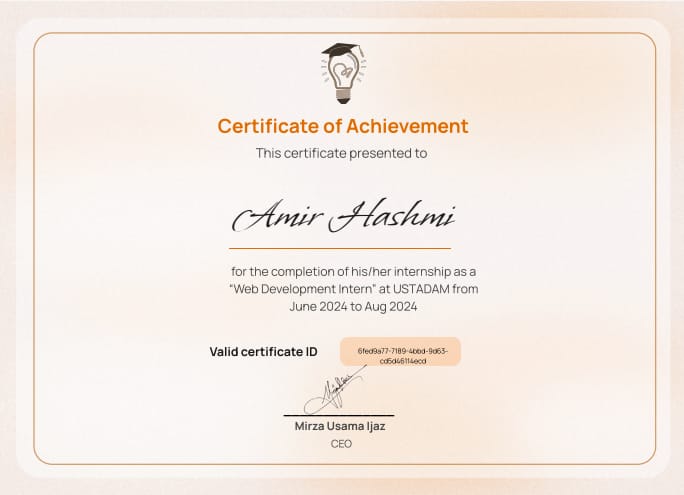 Certificate of Achievement
This certificate presented to
Amir Hashmi
for the completion of his/her internship as a
“Web Development Intern” at USTADAM from
June 2024 to Aug 2024
Valid certificate ID
6fed9a77-7189-4bbd-9d63-
cd5d46114ecd
Mirza Usama Ijaz
CEO